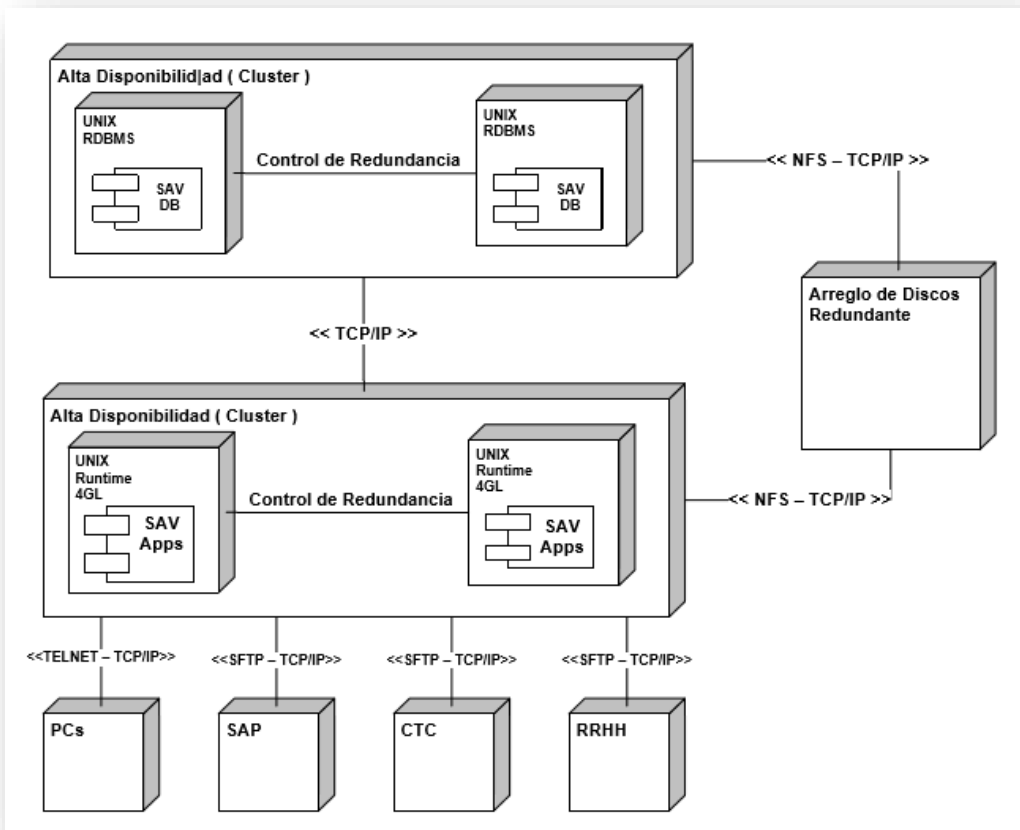 Alta Disponibilid|ad ( Cluster )
UNIX
RDBMS
SAV
DB
Control de Redundancia
UNIX
RDBMS
SAV
DB
<< NFS – TCP/IP >>
Arreglo de Discos
Redundante
<< TCP/IP >>
Alta Disponibilidad ( Cluster )
UNIX
Runtime
4GL
SAV
Apps
Control de Redundancia
UNIX
Runtime
4GL
SAV
Apps
<< NFS – TCP/IP >>
<<TELNET – TCP/IP>>
<<SFTP – TCP/IP>>
<<SFTP – TCP/IP>>
<<SFTP – TCP/IP>>
PCs
SAP
CTC
RRHH